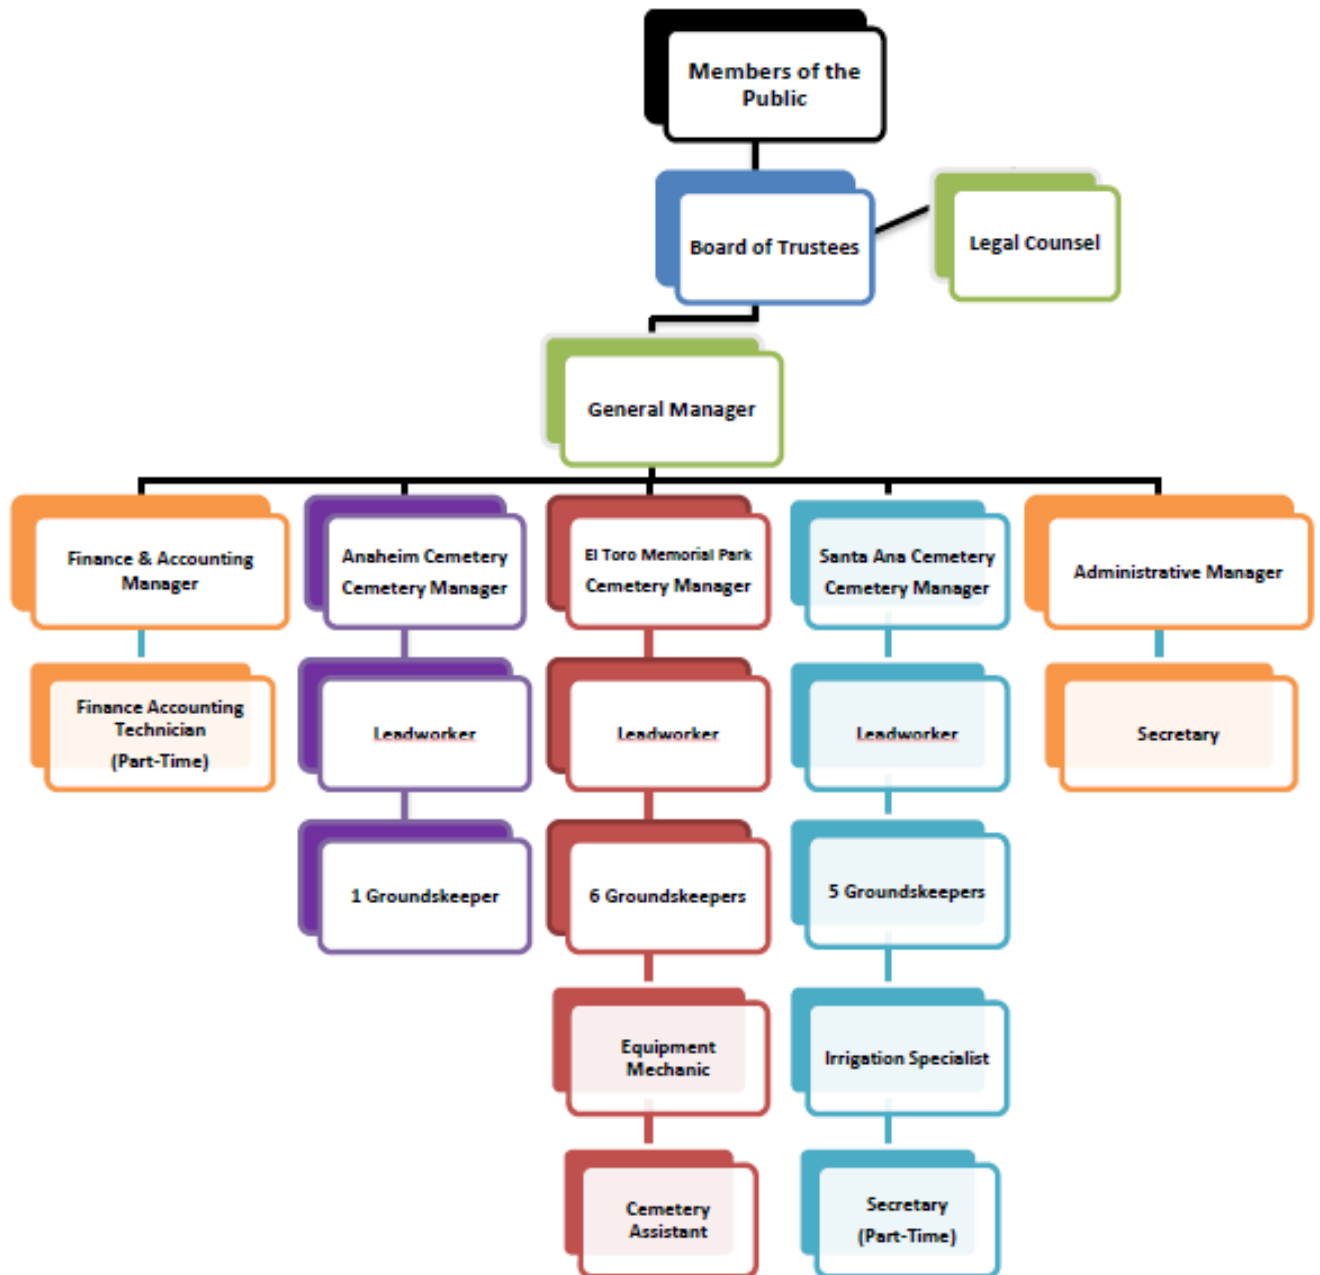 Members of the
Public
Board of Trustees
Legal Counsel
General Manager
Finance & Accounting
Manager
Anaheim Cemetery
Cemetery Manager
El Toro Memorial Park
Cemetery Manager
Santa Ana Cemetery
Cemetery Manager
Administrative Manager
Finance Accounting
Technician
(Part-Time)
Leadworker
Leadworker
Leadworker
Secretary
1 Groundskeeper
6 Groundskeepers
5 Groundskeepers
Equipment
Mechanic
Irrigation Specialist
Cemetery
Assistant
Secretary
(Part-Time)